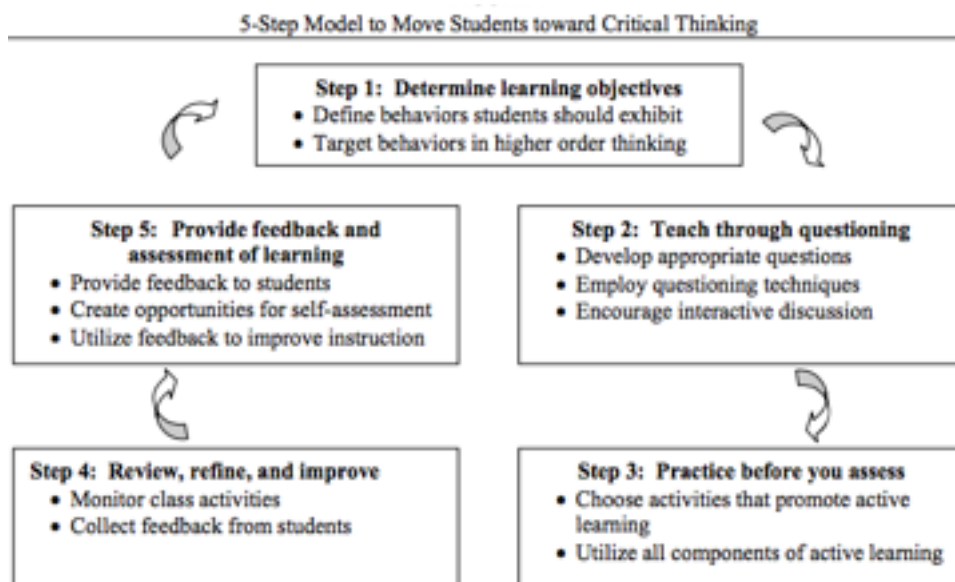 5-Step Model to Move Students toward Critical Thinking
Step 1: Determine learning objectives
• Define behaviors students should exhibit
• Target behaviors in higher order thinking
Step 2: Teach through questioning
• Develop appropriate questions
• Employ questioning techniques
• Encourage interactive discussion
Step 3: Practice before you assess
• Choose activities that promote active
learning
• Utilize all components of active learning
Step 4: Review, refine, and improve
• Monitor class activities
• Collect feedback from students
Step 5: Provide feedback and
assessment of learning
• Provide feedback to students
• Create opportunities for self-assessment
• Utilize feedback to improve instruction